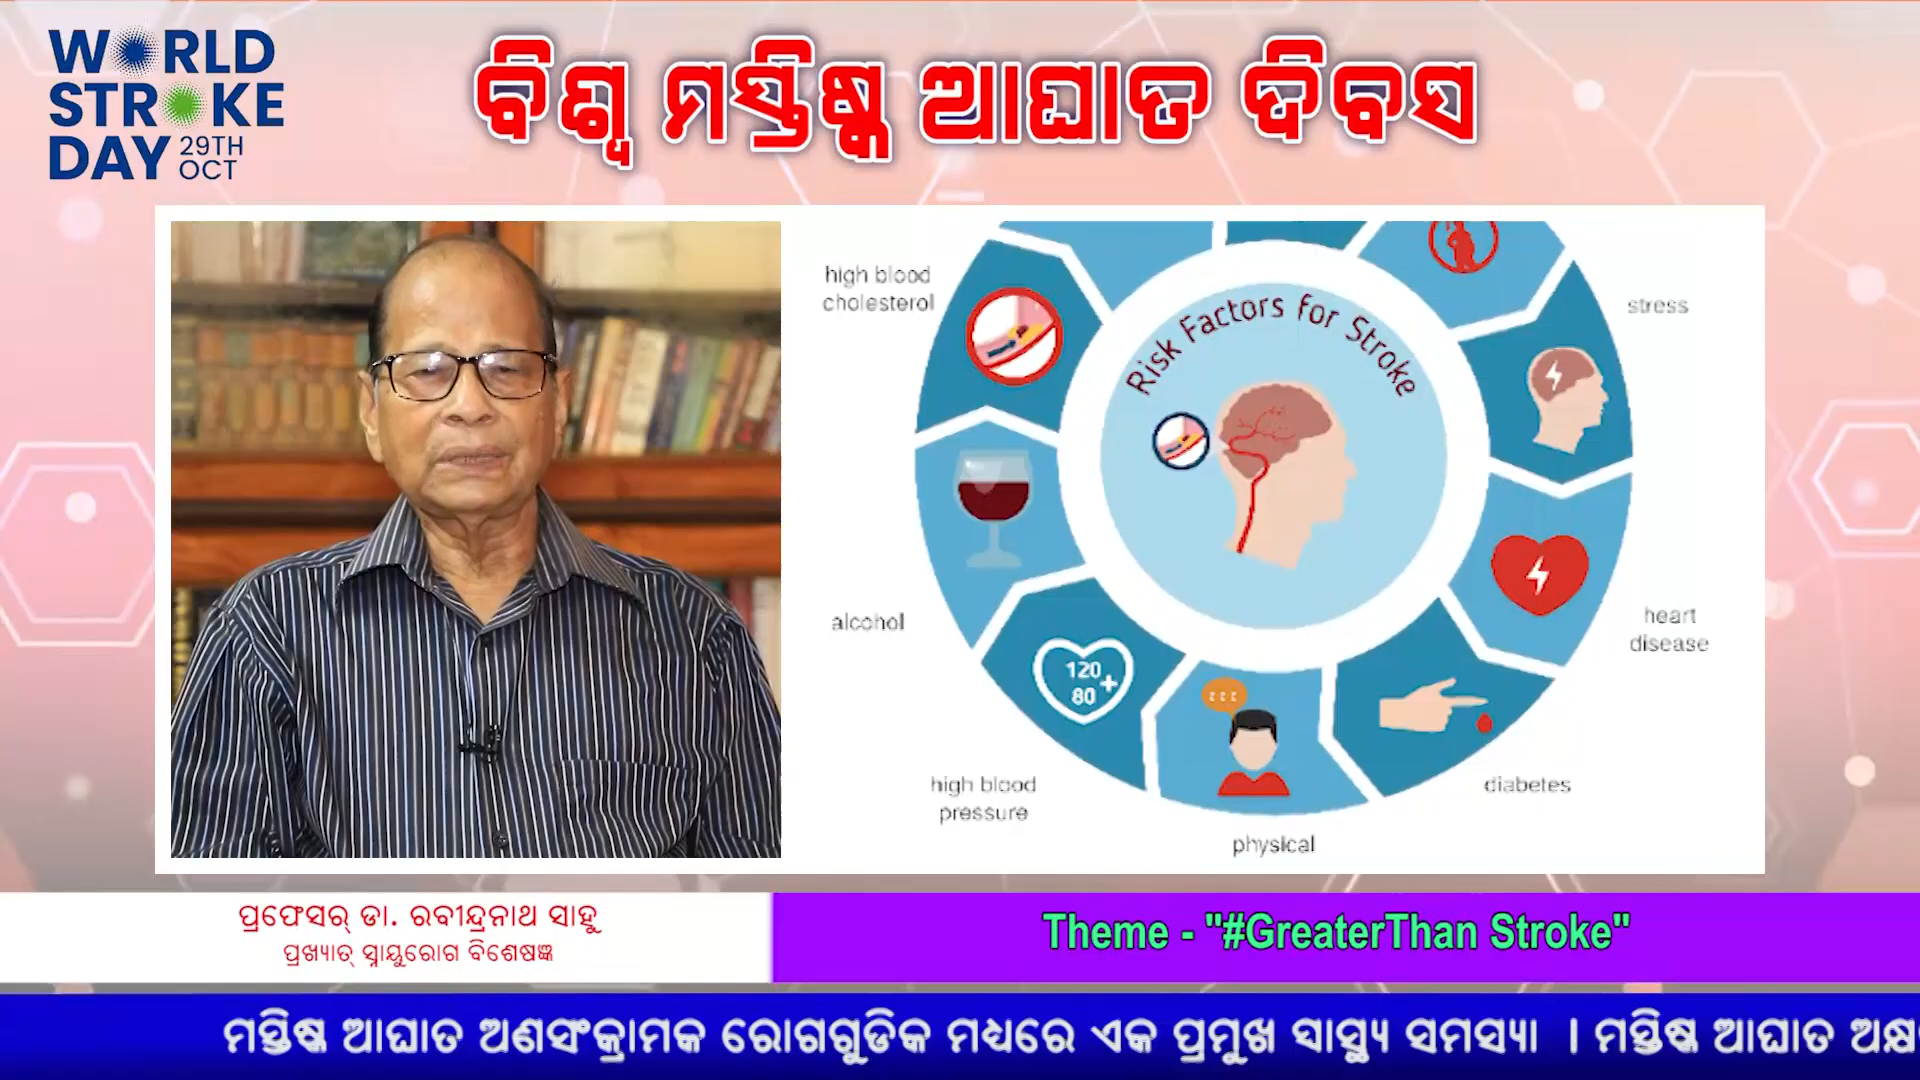 WORLD
STROKE
DAY 29TH
OCT
ବିଶ୍ୱ ମସ୍ତିଷ୍କ ଆଘାତ ଦିବସ
high blood
cholesterol
Risk Factors for Stroke
stress
alcohol
120
80 +
heart
disease
high blood
pressure
diabetes
physical
ପ୍ରଫେସର୍ ଡା. ରବୀନ୍ଦ୍ରନାଥ ସାହୁ
ପ୍ରଖ୍ୟାତ୍ ସ୍ନାୟୁରୋଗ ବିଶେଷଜ୍ଞ
Theme - "#GreaterThan Stroke"
ମସ୍ତିଷ୍କ ଆଘାତ ଅଣସଂକ୍ରାମକ ରୋଗଗୁଡିକ ମଧ୍ୟରେ ଏକ ପ୍ରମୁଖ ସାସ୍ଥ୍ୟ ସମସ୍ୟା । ମସ୍ତିଷ୍କ ଆଘାତ